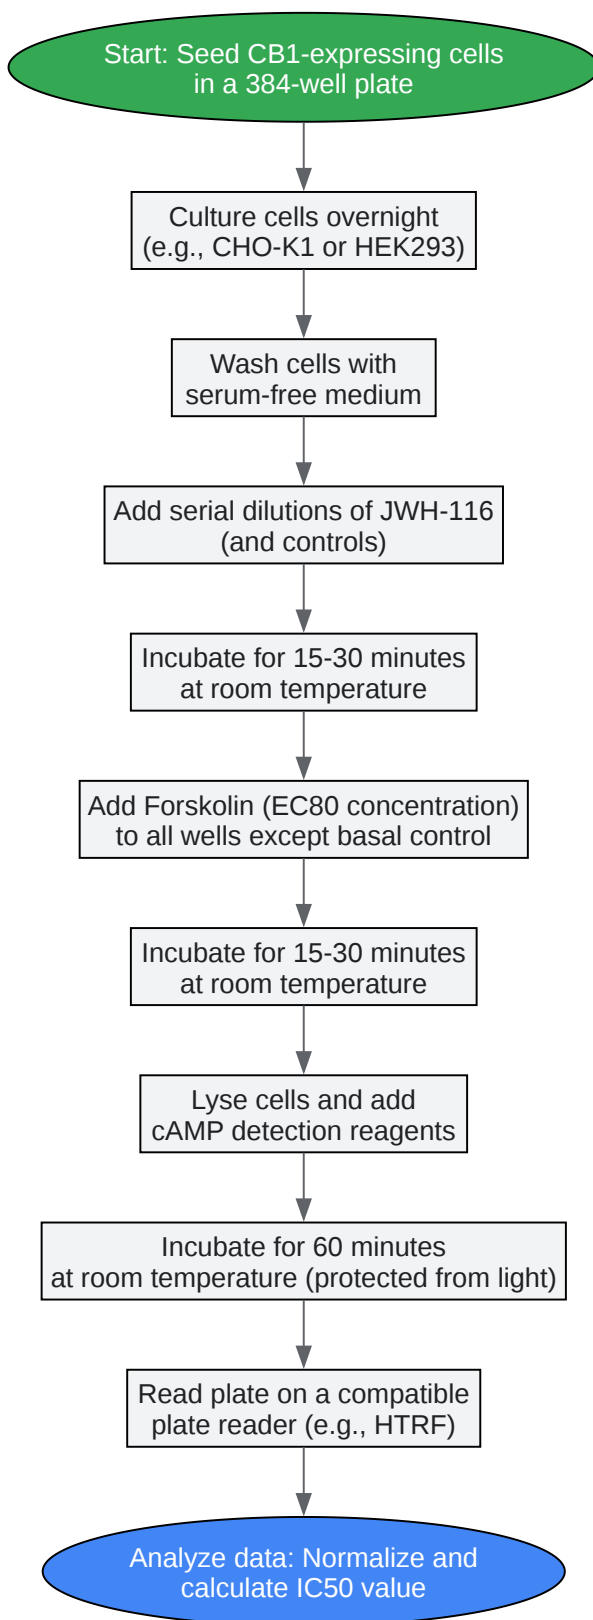 Start: Seed CB1-expressing cells
in a 384-well plate
Culture cells overnight
(e.g., CHO-K1 or HEK293)
Wash cells with
serum-free medium
Add serial dilutions of JWH-116
(and controls)
Incubate for 15-30 minutes
at room temperature
Add Forskolin (EC80 concentration)
to all wells except basal control
Incubate for 15-30 minutes
at room temperature
Lyse cells and add
cAMP detection reagents
Incubate for 60 minutes
at room temperature (protected from light)
Read plate on a compatible
plate reader (e.g., HTRF)
Analyze data: Normalize and
calculate IC50 value